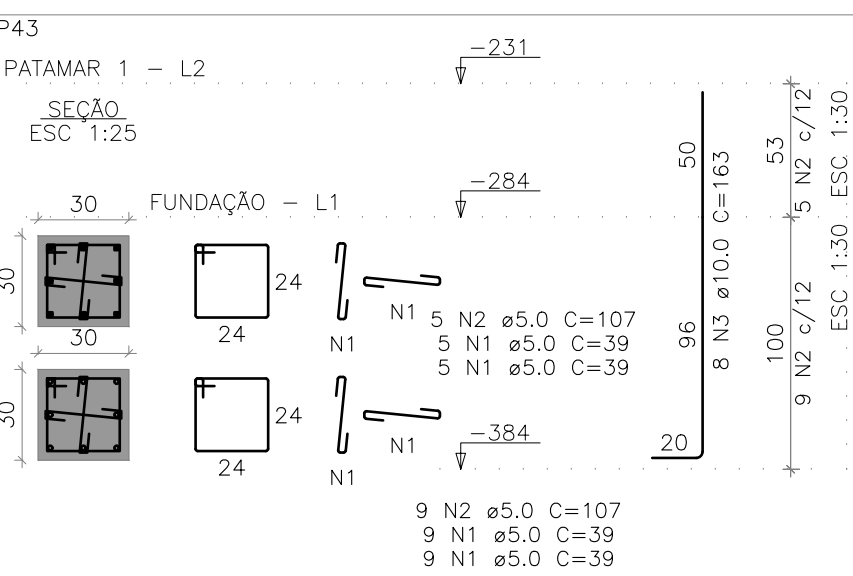 P43
PATAMAR 1 - L2
-231
SEÇÃO
ESC 1:25
30
FUNDAÇÃO - L1
-284
30
24
24
N1
N1
5 N2 ø5.0 C=107
5 N1 ø5.0 C=39
5 N1 ø5.0 C=39
30
30
24
24
N1
N1
-384
9 N2 ø5.0 C=107
9 N1 ø5.0 C=39
9 N1 ø5.0 C=39
50
96
20
8 N3 ø10.0 C=163
53
5 N2 c/12
ESC 1:30
100
9 N2 c/12
ESC 1:30